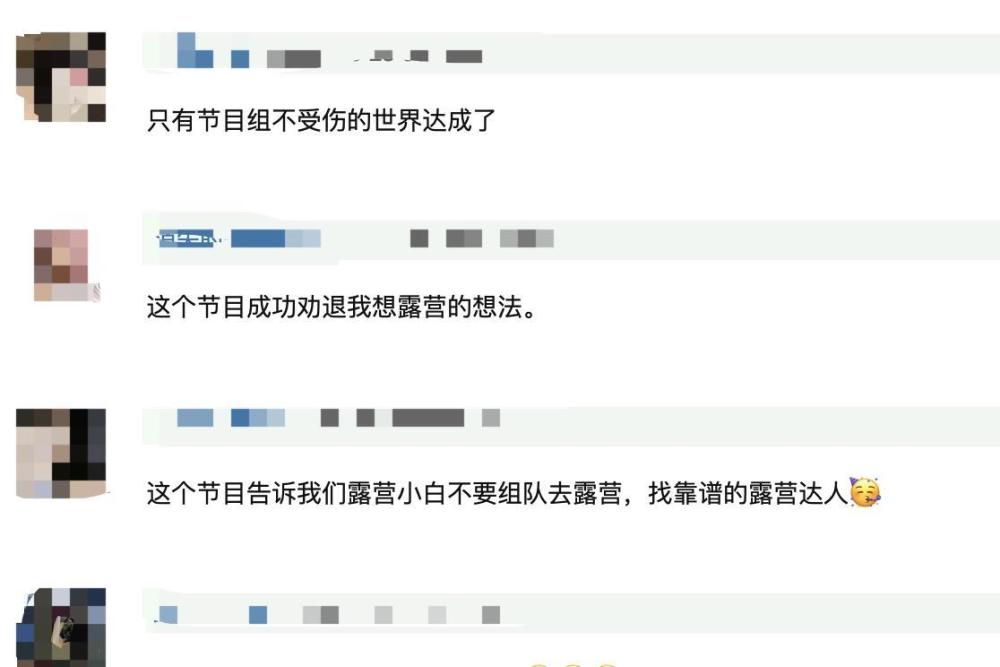 只有节目组不受伤的世界达成了
这个节目成功劝退我想露营的想法。
这个节目告诉我们露营小白不要组队去露营，找靠谱的露营达人🥳